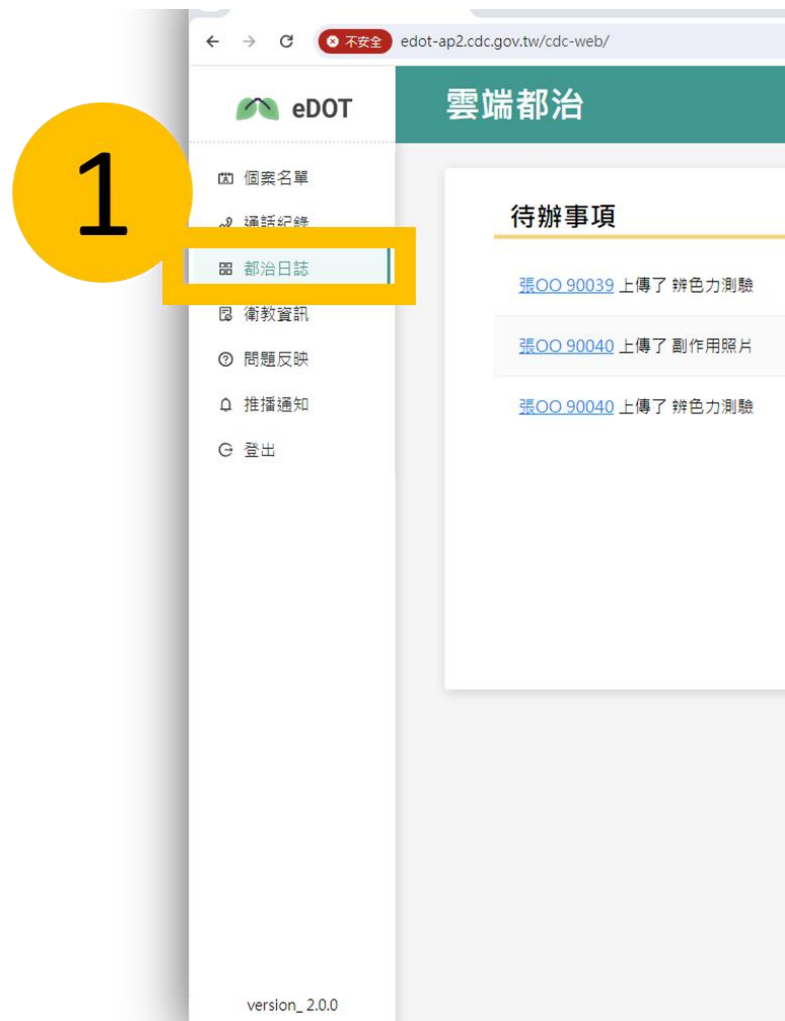 不安全 edot-ap2.cdc.gov.tw/cdc-web/
eDOT
雲端都治
1
個案名單
通話紀錄
都治日誌
衛教資訊
問題反映
推播通知
登出
待辦事項
張OO 90039 上傳了 辨色力測驗
張OO 90040 上傳了 副作用照片
張OO 90040 上傳了 辨色力測驗
version_ 2.0.0